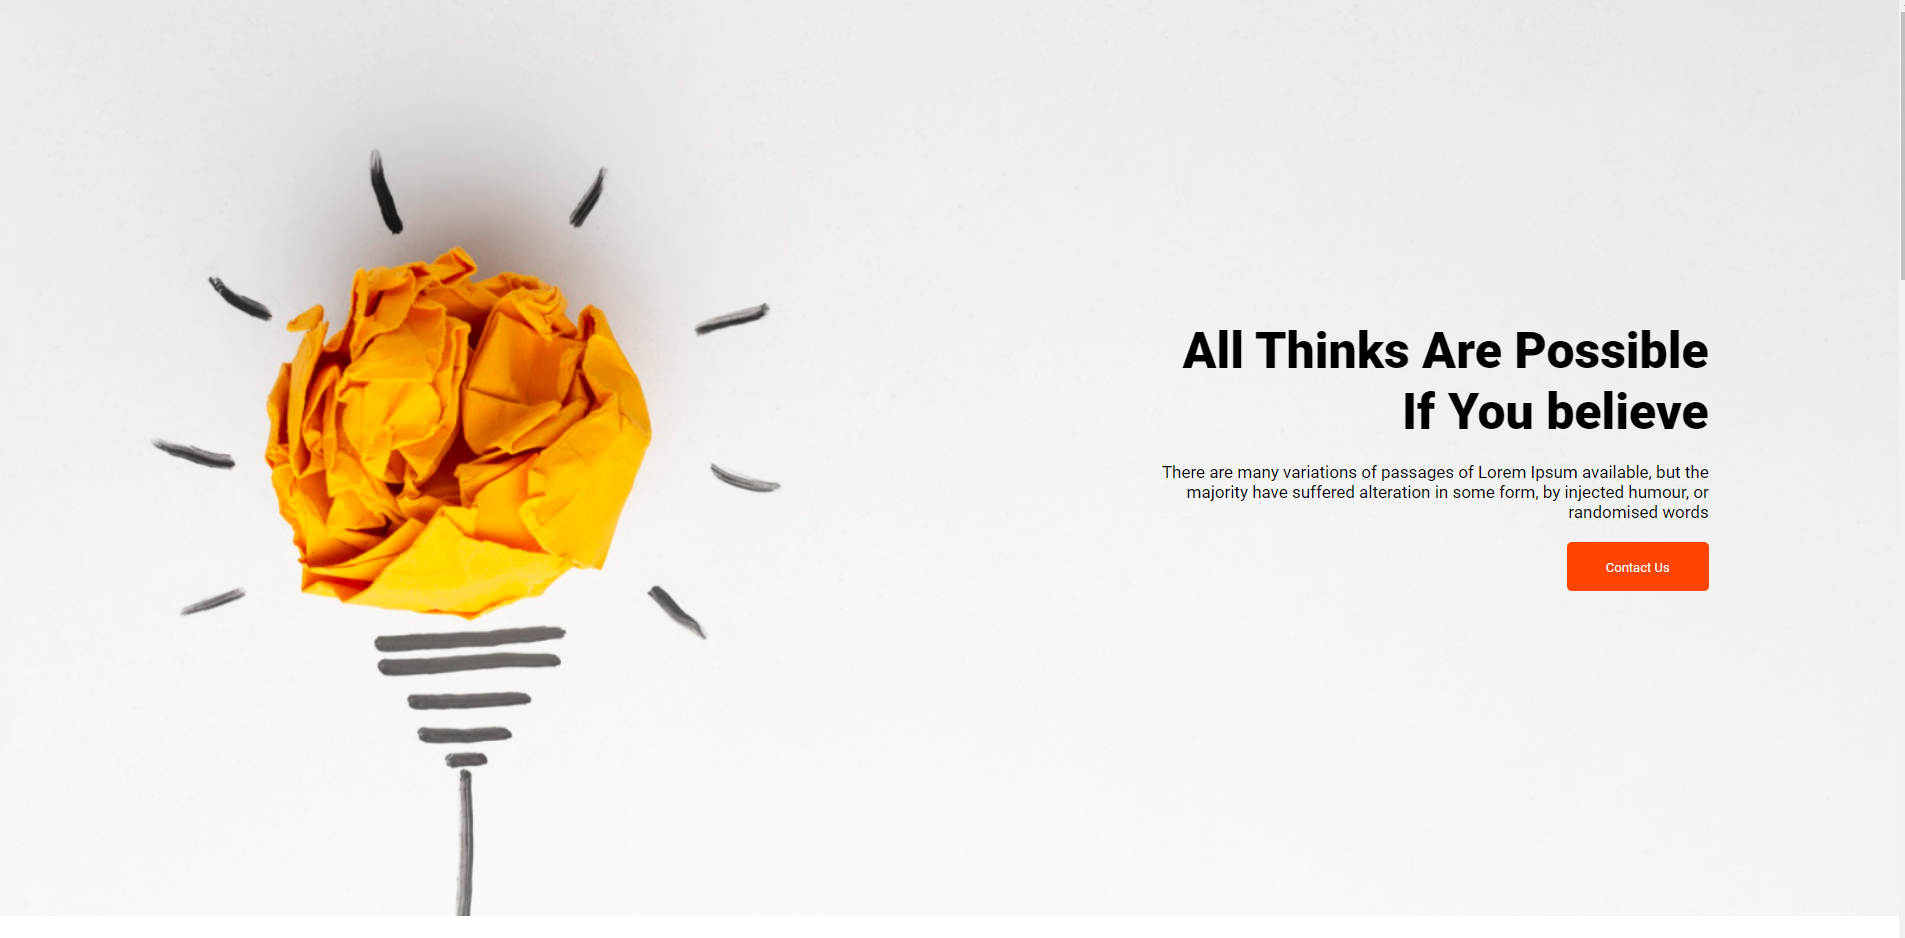 All Thinks Are Possible
If You believe
There are many variations of passages of Lorem Ipsum available, but the
majority have suffered alteration in some form, by injected humour, or
randomised words
Contact Us